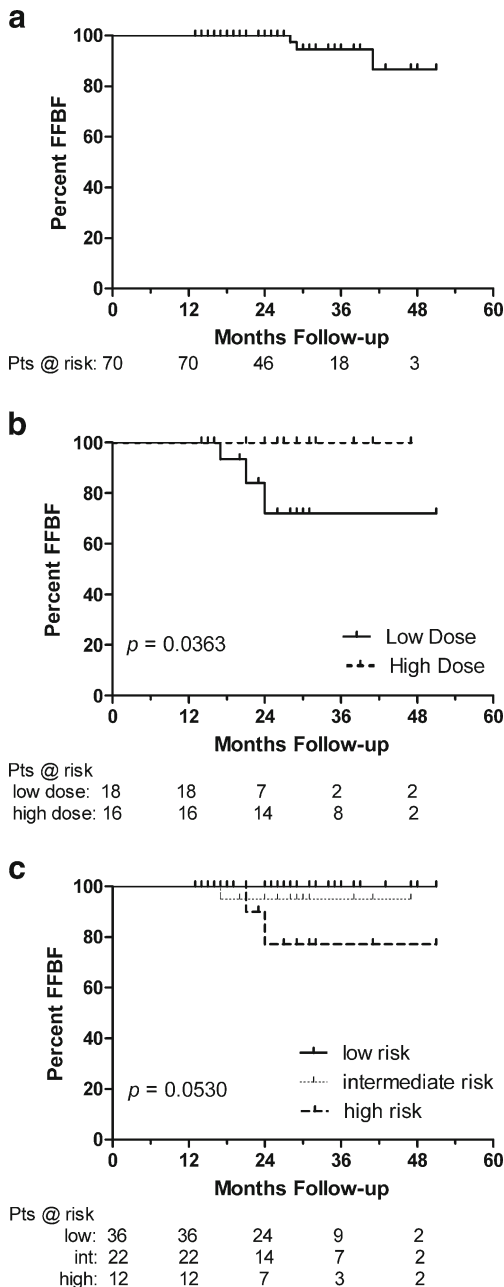 a
100
80
60
40
20
0
Percent FFBF
0 12 24 36 48 60
Months Follow-up
Pts @ risk: 70 70 46 18 3
b
100
80
60
40
20
0
Percent FFBF
p = 0.0363
Low Dose
High Dose
0 12 24 36 48 60
Months Follow-up
Pts @ risk
low dose: 18 18 7 2 2
high dose: 16 16 14 8 2
c
100
80
60
40
20
0
Percent FFBF
low risk
intermediate risk
high risk
p = 0.0530
0 12 24 36 48 60
Months Follow-up
Pts @ risk
low: 36 36 24 9 2
int: 22 22 14 7 2
high: 12 12 7 3 2